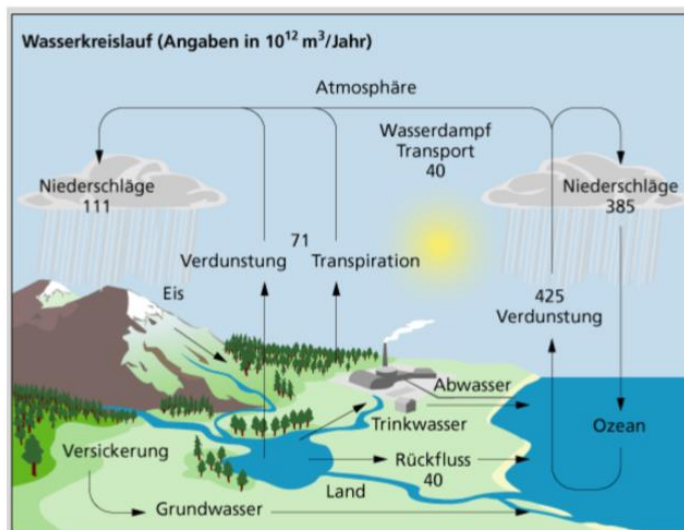 Wasserkreislauf (Angaben in 10¹² m³/Jahr)
Atmosphäre
Wasserdampf
Transport
40
Niederschläge
111
Niederschläge
385
71
Verdunstung
Transpiration
Eis
425
Verdunstung
Abwasser
Trinkwasser
Ozean
Versickerung
Rückfluss
40
Land
Grundwasser